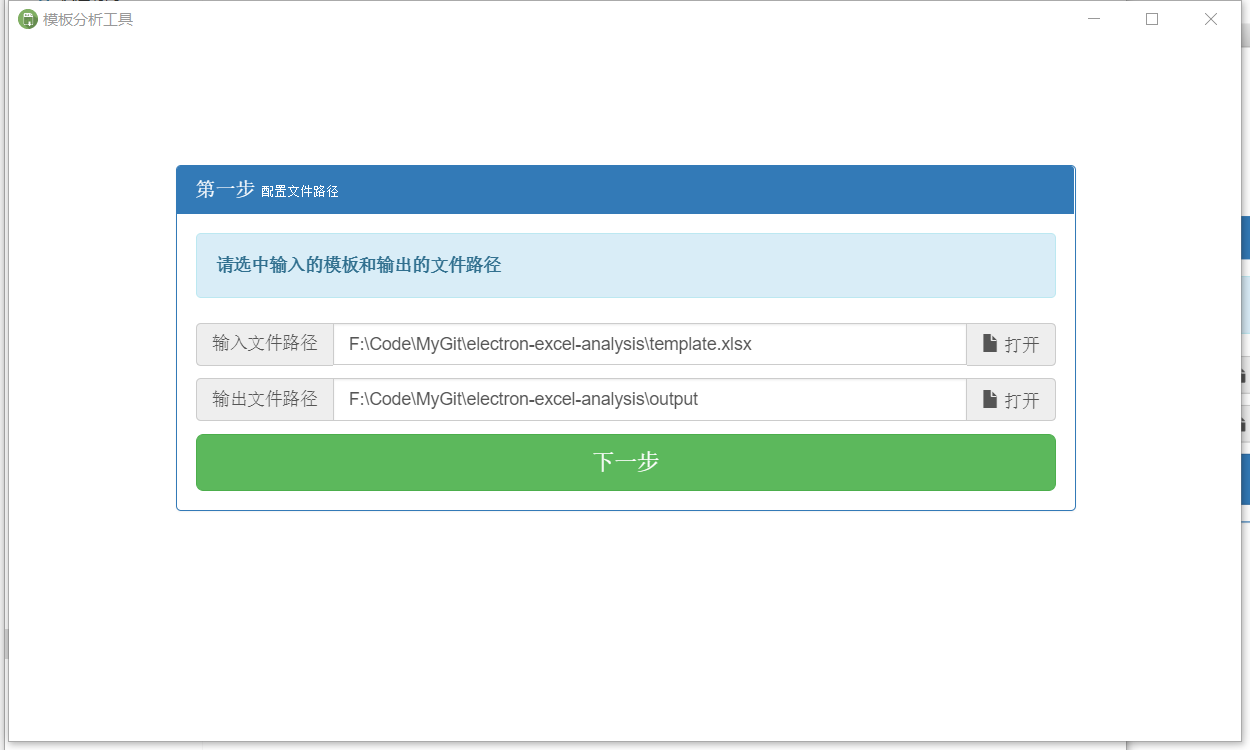 模板分析工具
第一步 配置文件路径
请选中输入的模板和输出的文件路径
输入文件路径 F:\Code\MyGit\electron-excel-analysis\template.xlsx 打开
输出文件路径 F:\Code\MyGit\electron-excel-analysis\output 打开
下一步